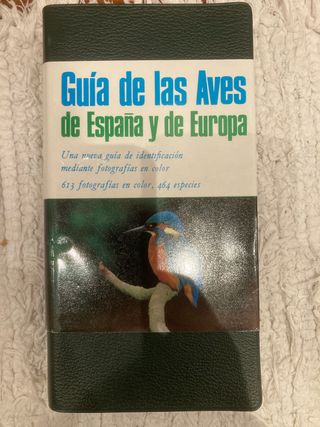 Guía de las Aves
de España y de Europa
Una nueva guía de identificación
mediante fotografías en color
613 fotografías en color, 464 especies